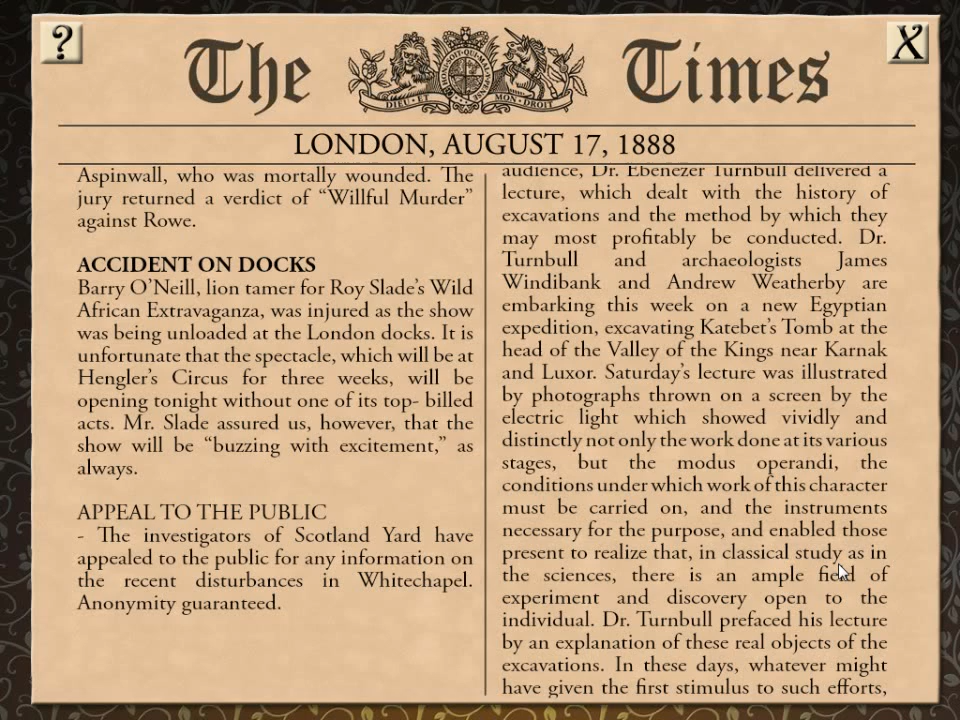 ?
X
The Times
DIEU · ET MON · DROIT
LONDON, AUGUST 17, 1888
Aspinwall, who was mortally wounded. The
jury returned a verdict of “Willful Murder”
against Rowe.
ACCIDENT ON DOCKS
Barry O’Neill, lion tamer for Roy Slade’s Wild
African Extravaganza, was injured as the show
was being unloaded at the London docks. It is
unfortunate that the spectacle, which will be at
Hengler’s Circus for three weeks, will be
opening tonight without one of its top- billed
acts. Mr. Slade assured us, however, that the
show will be “buzzing with excitement,” as
always.
APPEAL TO THE PUBLIC
- The investigators of Scotland Yard have
appealed to the public for any information on
the recent disturbances in Whitechapel.
Anonymity guaranteed.
audience, Dr. Ebenezer Turnbull delivered a
lecture, which dealt with the history of
excavations and the method by which they
may most profitably be conducted. Dr.
Turnbull and archaeologists James
Windibank and Andrew Weatherby are
embarking this week on a new Egyptian
expedition, excavating Katebet’s Tomb at the
head of the Valley of the Kings near Karnak
and Luxor. Saturday’s lecture was illustrated
by photographs thrown on a screen by the
electric light which showed vividly and
distinctly not only the work done at its various
stages, but the modus operandi, the
conditions under which work of this character
must be carried on, and the instruments
necessary for the purpose, and enabled those
present to realize that, in classical study as in
the sciences, there is an ample field of
experiment and discovery open to the
individual. Dr. Turnbull prefaced his lecture
by an explanation of these real objects of the
excavations. In these days, whatever might
have given the first stimulus to such efforts,